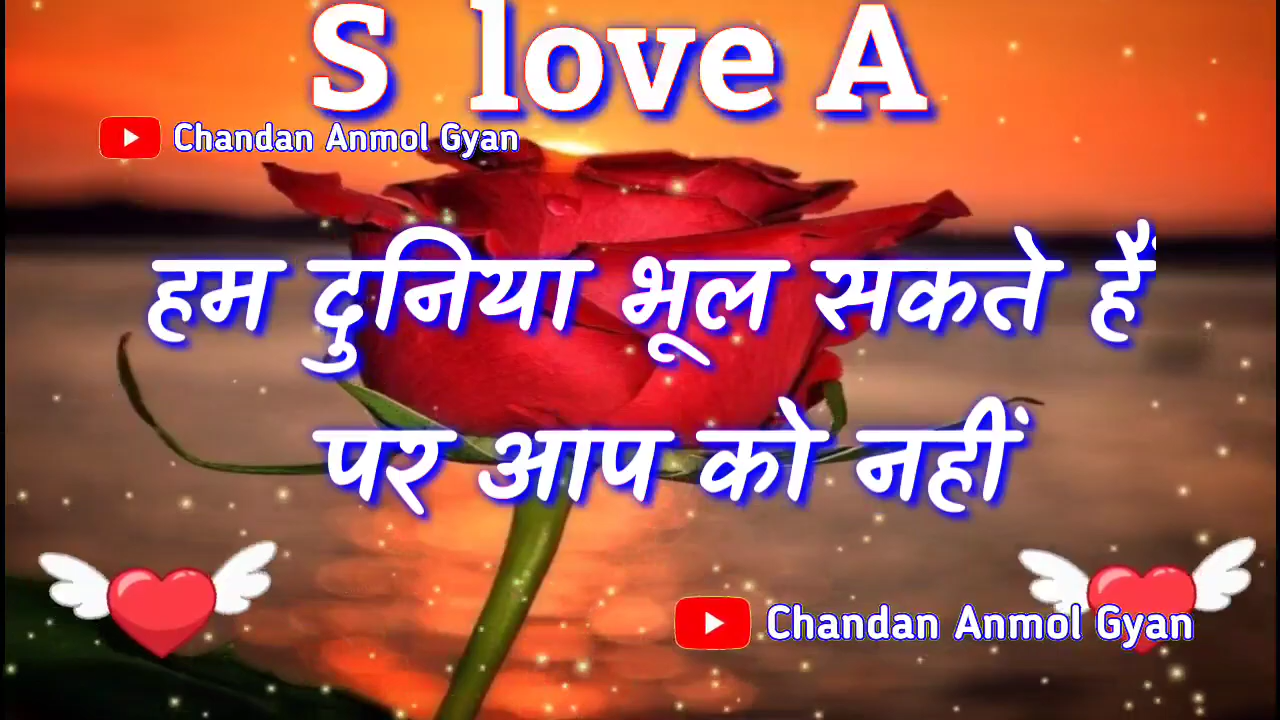 S love A
Chandan Anmol Gyan
हम दुनिया भूल सकते हैं
पर आप को नहीं
Chandan Anmol Gyan